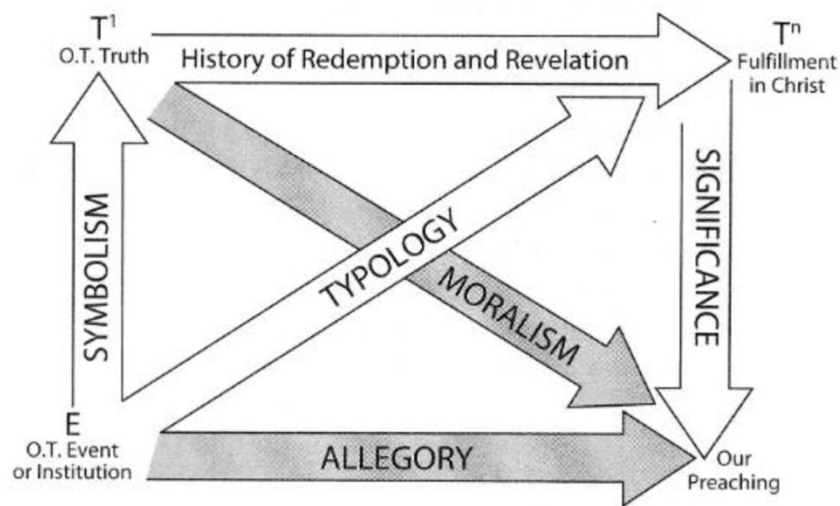 T¹
O.T. Truth
History of Redemption and Revelation
Tⁿ
Fulfillment
in Christ
SYMBOLISM
TYPOLOGY
MORALISM
SIGNIFICANCE
E
O.T. Event
or Institution
ALLEGORY
Our
Preaching